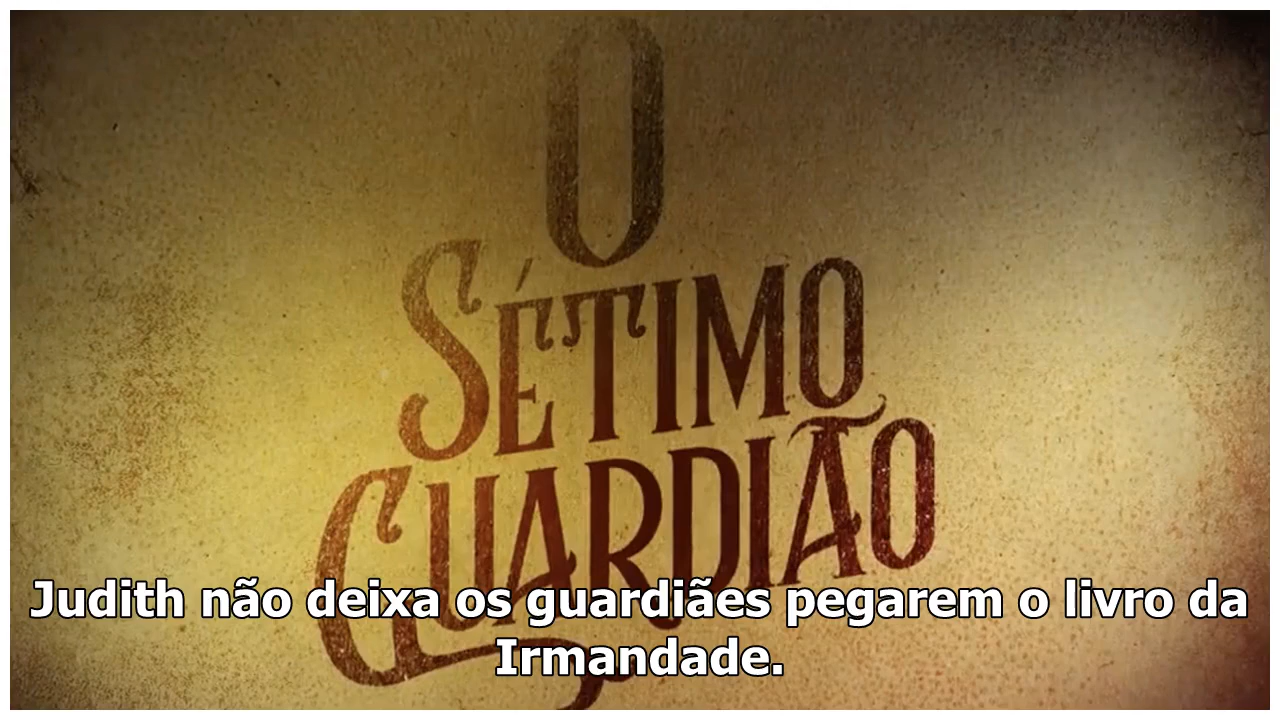 O
SÉTIMO
GUARDIÃO
Judith não deixa os guardiães pegarem o livro da
Irmandade.